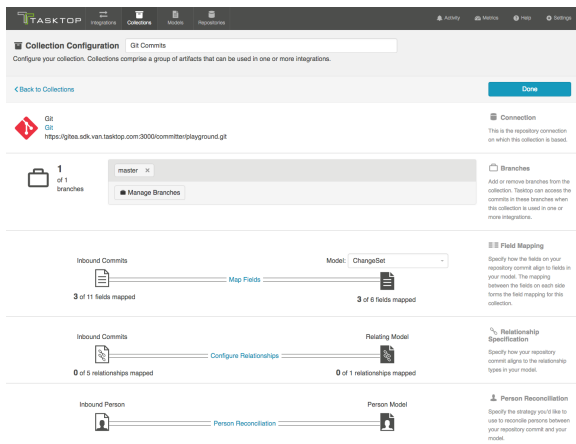 TASKTOP
Integrations
Collections
Models
Repositories
Activity
Metrics
Help
Settings
Collection Configuration
Git Commits
Configure your collection. Collections comprise a group of artifacts that can be used in one or more integrations.
Back to Collections
Done
Git
Git
https://gitea.sdk.van.tasktop.com:3000/committer/playground.git
Connection
This is the repository connection
on which this collection is based.
1
of 1
branches
master ×
Manage Branches
Branches
Add or remove branches from the
collection. Tasktop can access the
commits in these branches when
this collection is used in one or
more integrations.
Inbound Commits
Model: ChangeSet
Map Fields
3 of 11 fields mapped
3 of 6 fields mapped
Field Mapping
Specify how the fields on your
repository commit align to fields in
your model. The mapping
between the fields on each side
forms the field mapping for this
collection.
Inbound Commits
Relating Model
Configure Relationships
0 of 5 relationships mapped
0 of 1 relationships mapped
Relationship
Specification
Specify how your repository
commit aligns to the relationship
types in your model.
Inbound Person
Person Model
Person Reconciliation
Person Reconciliation
Specify the strategy you'd like to
use to reconcile persons between
your repository commit and your
model.